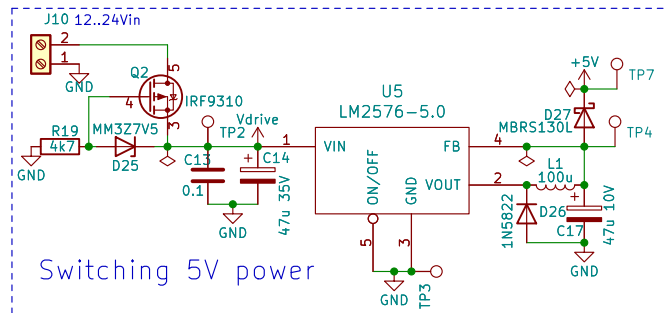 J10 12..24Vin
2
1
GND
Q2
5
4
3
IRF9310
R19
4k7
GND
MM3Z7V5
D25
TP2
Vdrive
C13
0.1
C14
47u 35V
GND
U5
LM2576-5.0
1
VIN
ON/OFF
GND
FB
VOUT
4
2
5
3
GND
TP3
+5V
TP7
D27
MBRS130L
TP4
L1
100u
1N5822
D26
C17
47u 10V
GND
Switching 5V power